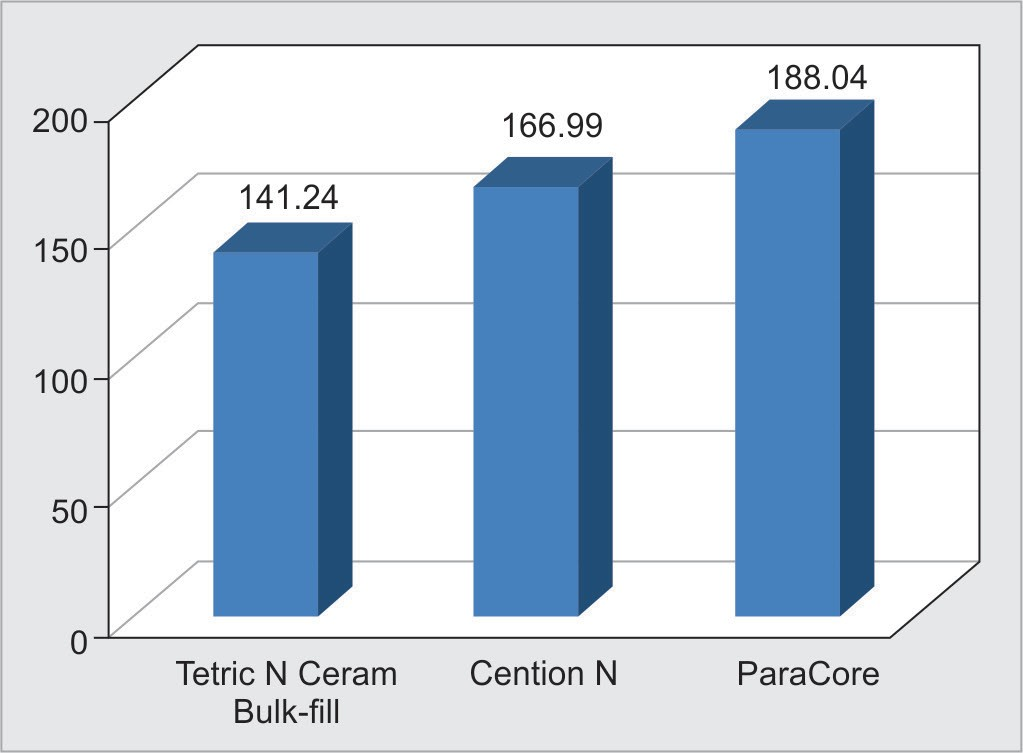 188.04
166.99
141.24
200
150
100
50
0
Tetric N Ceram
Bulk-fill
Cention N
ParaCore